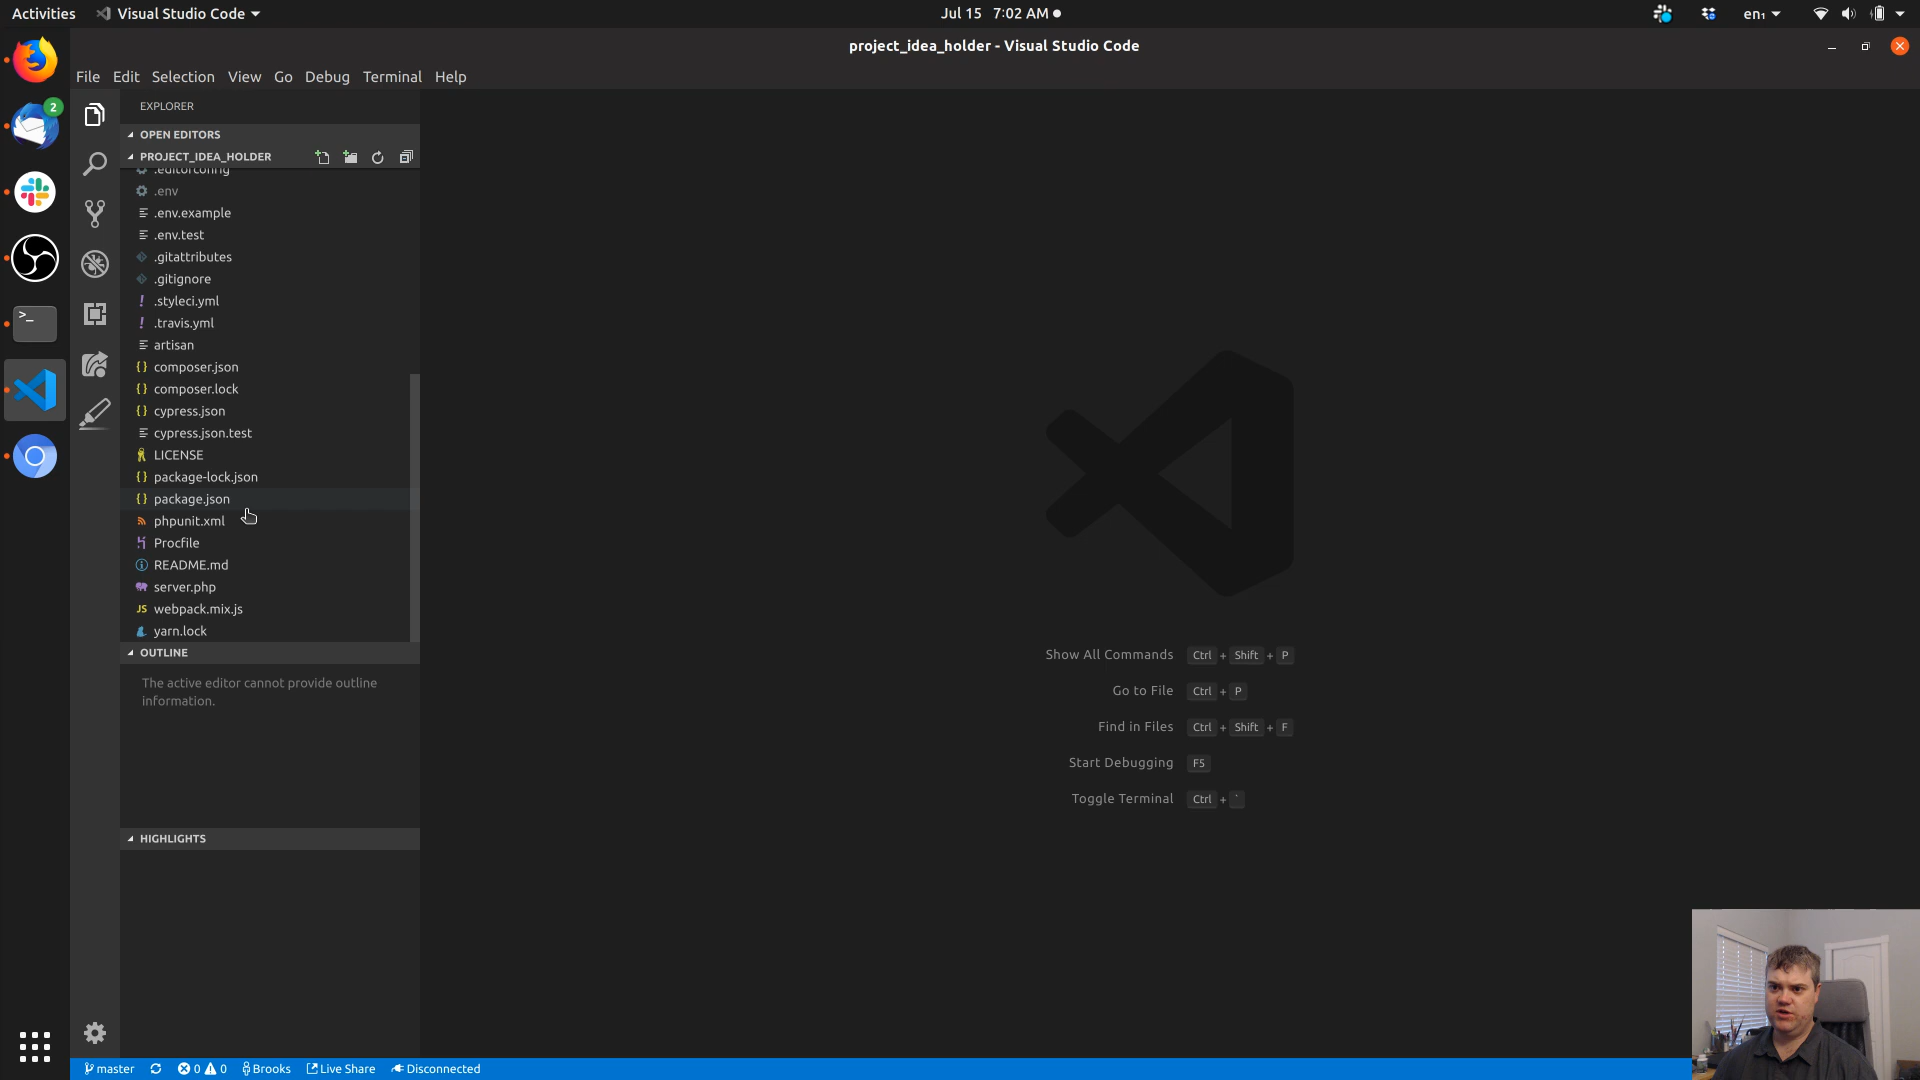 Activities Visual Studio Code Jul 15 7:02 AM en₁
project_idea_holder - Visual Studio Code
File Edit Selection View Go Debug Terminal Help
EXPLORER
OPEN EDITORS
PROJECT_IDEA_HOLDER
.editorconfig
.env
.env.example
.env.test
.gitattributes
.gitignore
.styleci.yml
.travis.yml
artisan
composer.json
composer.lock
cypress.json
cypress.json.test
LICENSE
package-lock.json
package.json
phpunit.xml
Procfile
README.md
server.php
JS webpack.mix.js
yarn.lock
OUTLINE
The active editor cannot provide outline
information.
HIGHLIGHTS
2
Show All Commands Ctrl + Shift + P
Go to File Ctrl + P
Find in Files Ctrl + Shift + F
Start Debugging F5
Toggle Terminal Ctrl + `
master 0 0 Brooks Live Share Disconnected